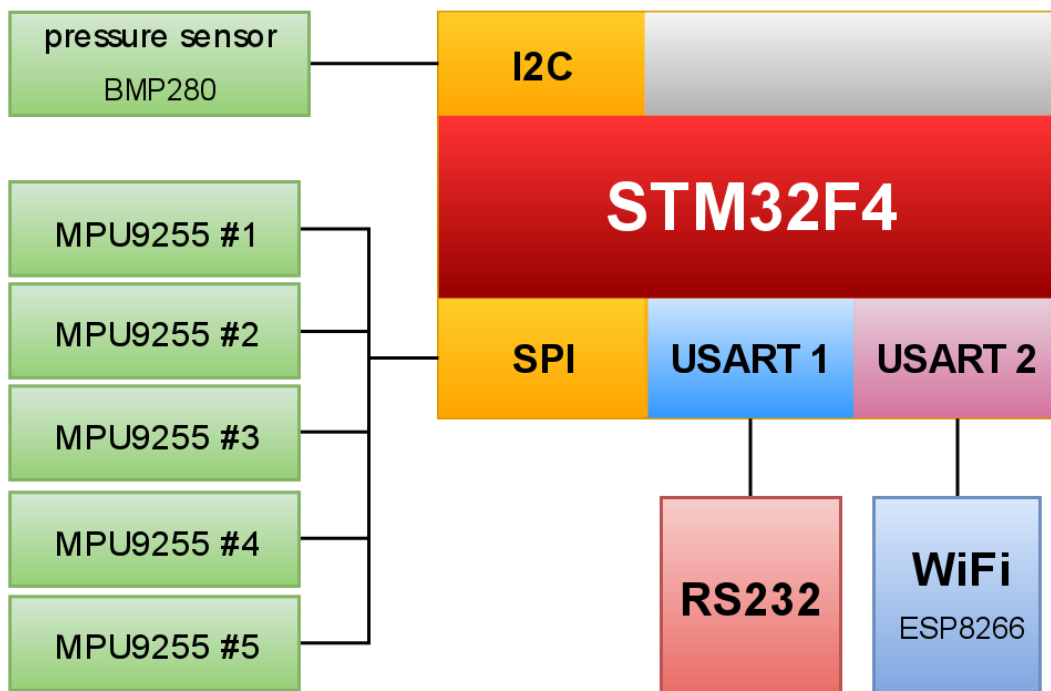 pressure sensor
BMP280
I2C
STM32F4
MPU9255 #1
MPU9255 #2
MPU9255 #3
MPU9255 #4
MPU9255 #5
SPI
USART 1
USART 2
RS232
WiFi
ESP8266